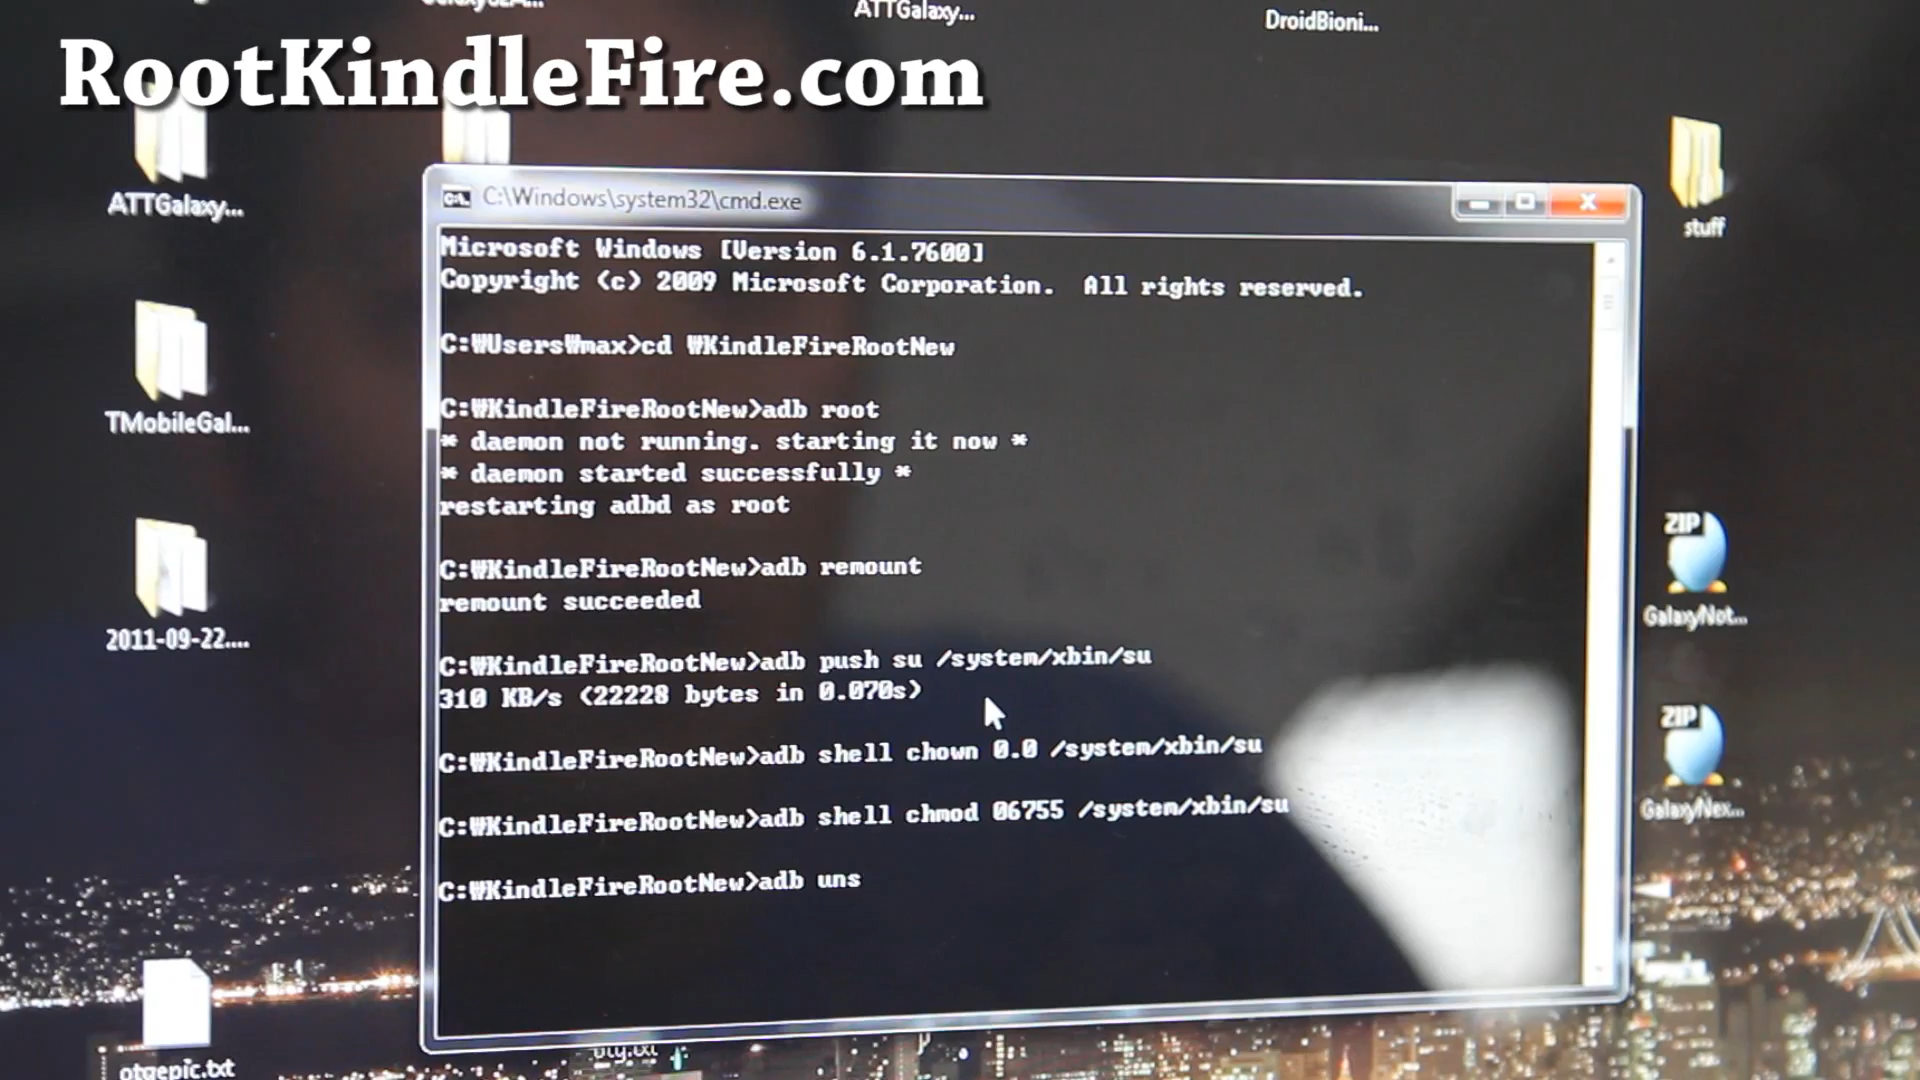 ATTGalaxy...
DroidBioni...
RootKindleFire.com
ATTGalaxy...
stuff
C:\Windows\system32\cmd.exe
Microsoft Windows [Version 6.1.7600]
Copyright (c) 2009 Microsoft Corporation.  All rights reserved.
C:₩Users₩max>cd ₩KindleFireRootNew
C:₩KindleFireRootNew>adb root
* daemon not running. starting it now *
* daemon started successfully *
restarting adbd as root
TMobileGal...
C:₩KindleFireRootNew>adb remount
remount succeeded
ZIP
GalaxyNot...
2011-09-22....
C:₩KindleFireRootNew>adb push su /system/xbin/su
310 KB/s (22228 bytes in 0.070s)
C:₩KindleFireRootNew>adb shell chown 0.0 /system/xbin/su
ZIP
GalaxyNex...
C:₩KindleFireRootNew>adb shell chmod 06755 /system/xbin/su
C:₩KindleFireRootNew>adb uns
otgepic.txt